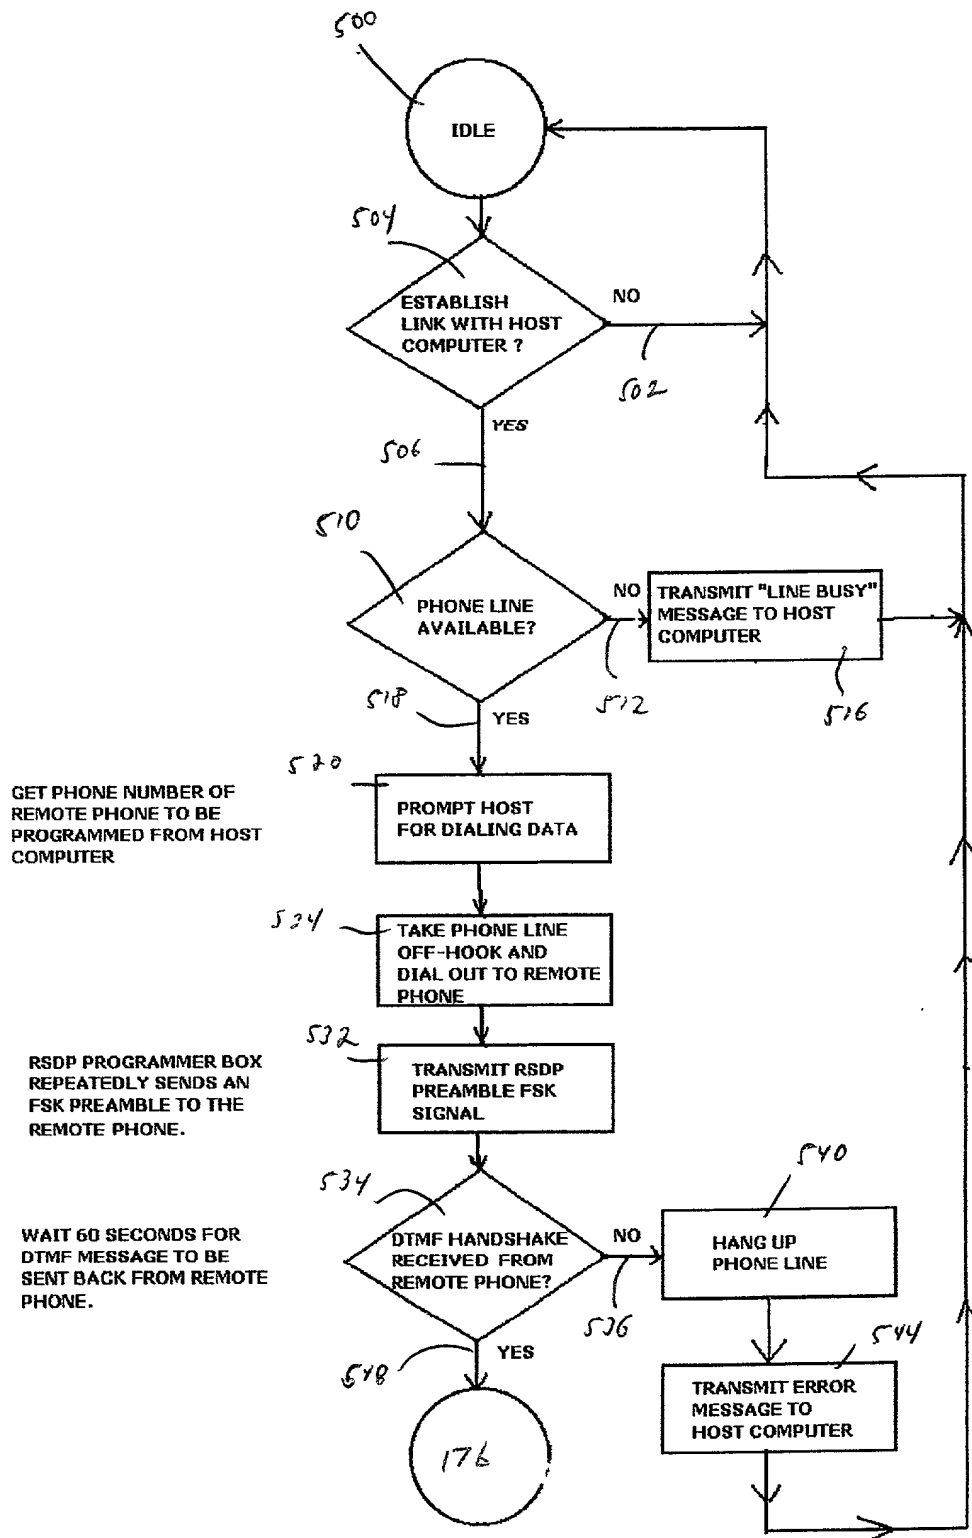 500
IDLE
504
ESTABLISH
LINK WITH HOST
COMPUTER ?
NO
502
YES
506
510
PHONE LINE
AVAILABLE?
NO
512
TRANSMIT "LINE BUSY"
MESSAGE TO HOST
COMPUTER
516
518
YES
520
GET PHONE NUMBER OF
REMOTE PHONE TO BE
PROGRAMMED FROM HOST
COMPUTER
PROMPT HOST
FOR DIALING DATA
524
TAKE PHONE LINE
OFF-HOOK AND
DIAL OUT TO REMOTE
PHONE
532
RSDP PROGRAMMER BOX
REPEATEDLY SENDS AN
FSK PREAMBLE TO THE
REMOTE PHONE.
TRANSMIT RSDP
PREAMBLE FSK
SIGNAL
534
WAIT 60 SECONDS FOR
DTMF MESSAGE TO BE
SENT BACK FROM REMOTE
PHONE.
DTMF HANDSHAKE
RECEIVED FROM
REMOTE PHONE?
NO
536
540
HANG UP
PHONE LINE
544
TRANSMIT ERROR
MESSAGE TO
HOST COMPUTER
548
YES
176